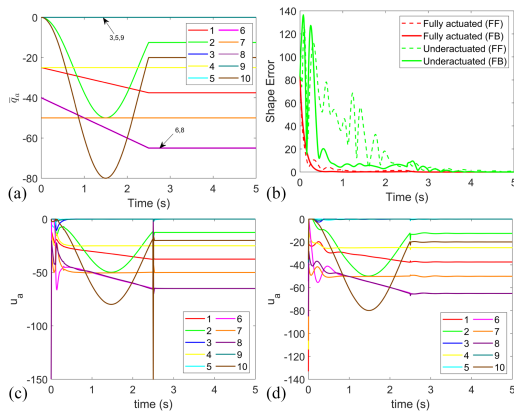 0
-20
-40
-60
-80
q̄a
0 1 2 3 4 5
Time (s)
3,5,9
6,8
1 6
2 7
3 8
4 9
5 10
(a)
140
120
100
80
60
40
20
0
Shape Error
0 1 2 3 4 5
Time (s)
Fully actuated (FF)
Fully actuated (FB)
Underactuated (FF)
Underactuated (FB)
(b)
0
-50
-100
-150
ua
0 1 2 3 4 5
time (s)
1 6
2 7
3 8
4 9
5 10
(c)
0
-20
-40
-60
-80
-100
-120
-140
ua
0 1 2 3 4 5
time (s)
1 6
2 7
3 8
4 9
5 10
(d)